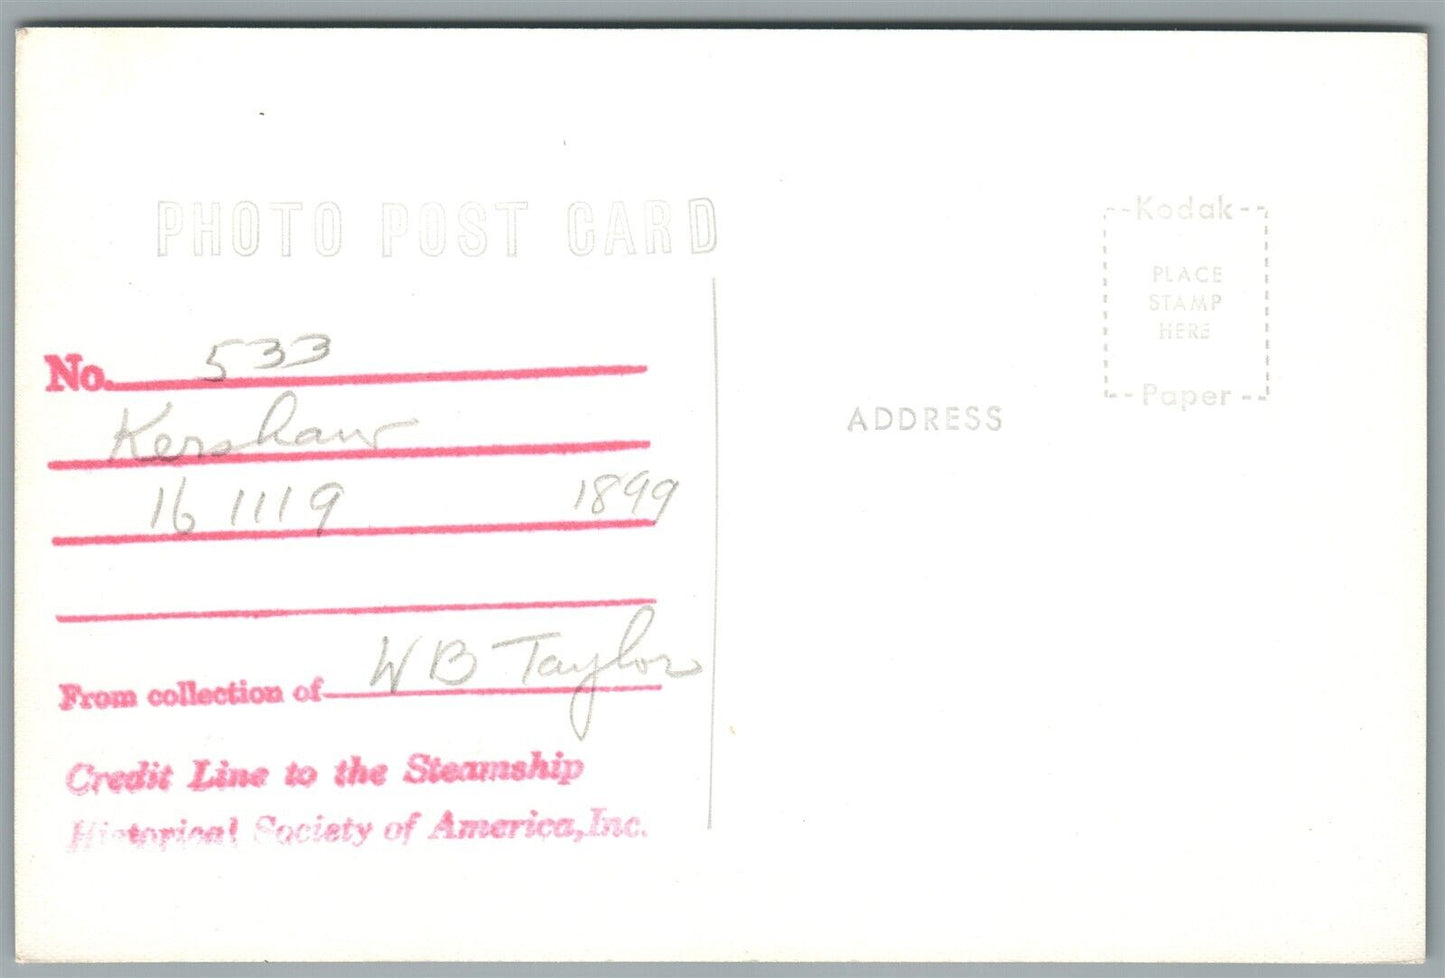 PHOTO POST CARD
No. 533
Kershaw
161119 1899
From collection of W B Taylor
Credit Line to the Steamship
Historical Society of America, Inc.
ADDRESS
Kodak
PLACE
STAMP
HERE
Paper